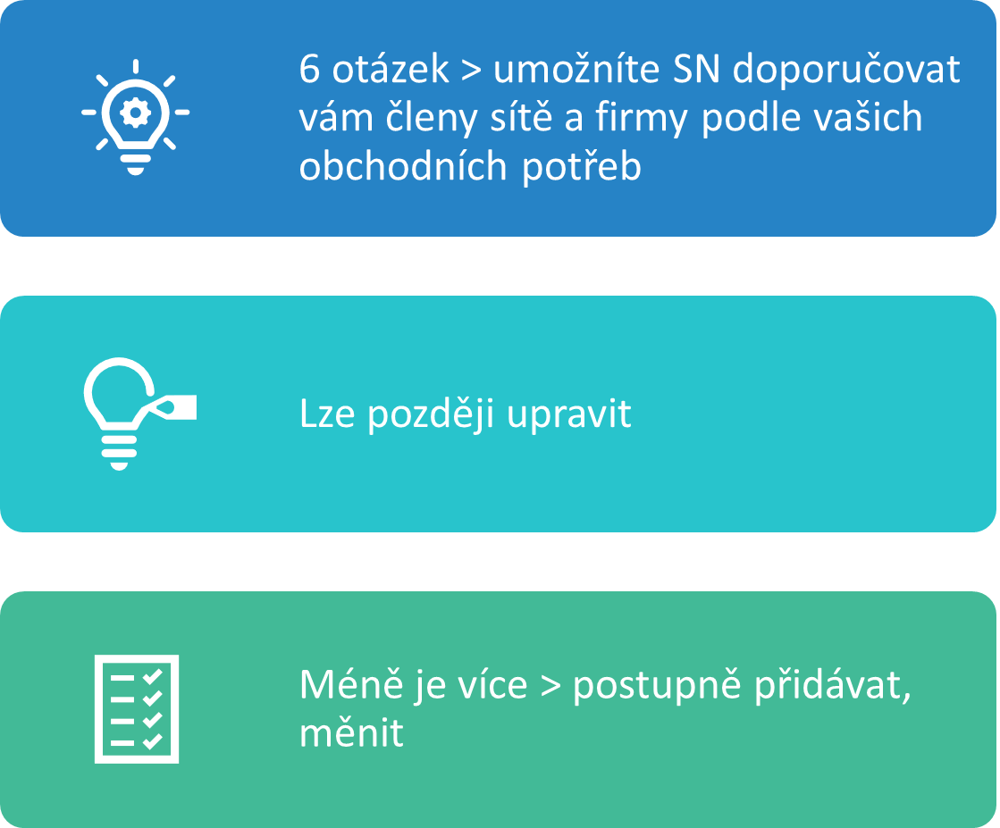 6 otázek > umožníte SN doporučovat
vám členy sítě a firmy podle vašich
obchodních potřeb
Lze později upravit
Méně je více > postupně přidávat,
měnit